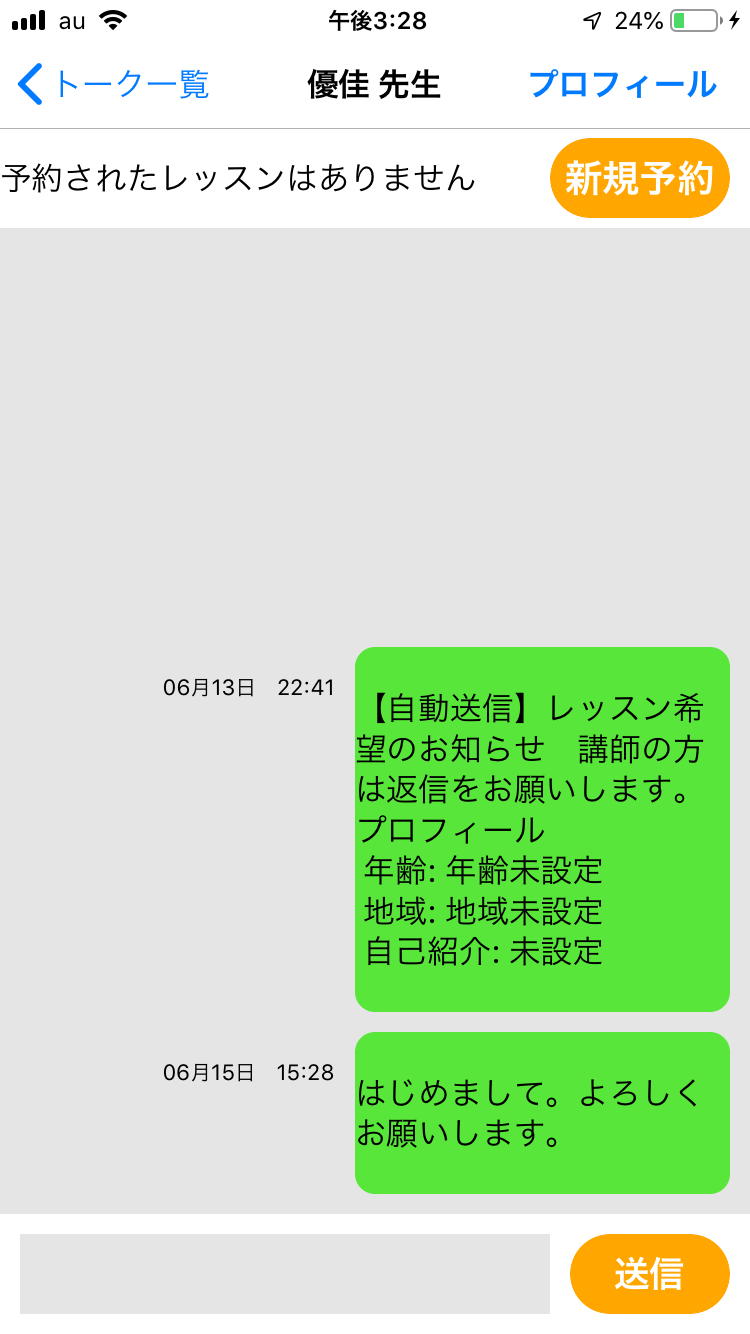 au 午後3:28 24%
トーク一覧 優佳 先生 プロフィール
予約されたレッスンはありません 新規予約
06月13日 22:41
【自動送信】レッスン希
望のお知らせ　講師の方
は返信をお願いします。
プロフィール
年齢: 年齢未設定
地域: 地域未設定
自己紹介: 未設定
06月15日 15:28
はじめまして。よろしく
お願いします。
送信